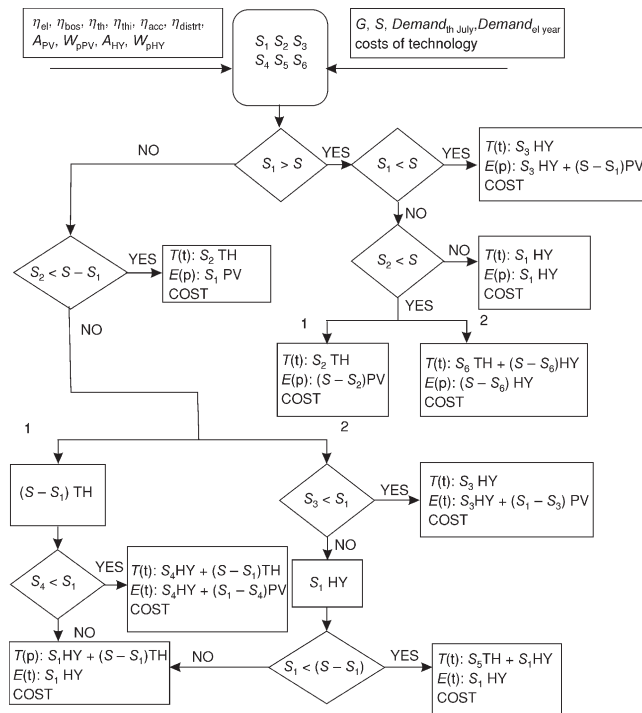 η_el, η_bos, η_th, η_thi, η_acc, η_distrt,
A_PV, W_pPV, A_HY, W_pHY
S_1 S_2 S_3
S_4 S_5 S_6
G, S, Demand_th July, Demand_el year
costs of technology
NO
S_1 > S
YES
S_1 < S
YES
T(t): S_3 HY
E(p): S_3 HY + (S – S_1)PV
COST
NO
S_2 < S – S_1
YES
T(t): S_2 TH
E(p): S_1 PV
COST
S_2 < S
NO
T(t): S_1 HY
E(p): S_1 HY
COST
YES
NO
1
2
T(t): S_2 TH
E(p): (S – S_2)PV
COST
T(t): S_6 TH + (S – S_6)HY
E(p): (S – S_6) HY
COST
1
2
(S – S_1) TH
S_3 < S_1
YES
T(t): S_3 HY
E(t): S_3HY + (S_1 – S_3) PV
COST
NO
S_4 < S_1
YES
T(t): S_4HY + (S – S_1)TH
E(t): S_4HY + (S_1 – S_4)PV
COST
S_1 HY
NO
T(p): S_1HY + (S – S_1)TH
E(t): S_1 HY
COST
NO
S_1 < (S – S_1)
YES
T(t): S_5TH + S_1HY
E(t): S_1 HY
COST